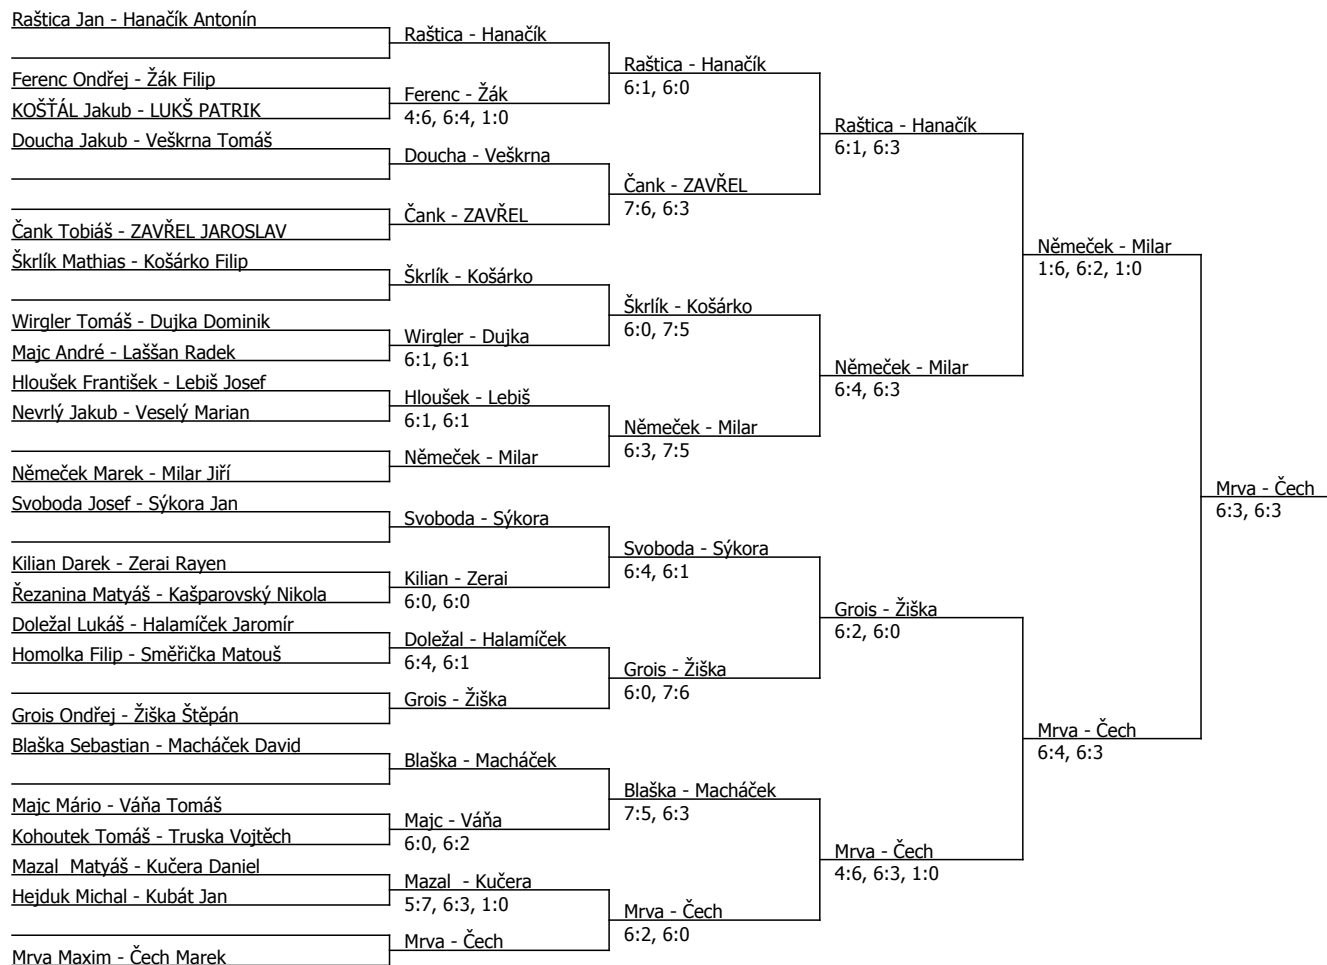 Raštica Jan - Hanačík Antonín
Ferenc Ondřej - Žák Filip
KOŠŤÁL Jakub - LUKŠ PATRIK
Doucha Jakub - Veškrna Tomáš
Čank Tobiáš - ZAVŘEL JAROSLAV
Škrlík Mathias - Košárko Filip
Wirgler Tomáš - Dujka Dominik
Majc André - Laššan Radek
Hloušek František - Lebiš Josef
Nevrlý Jakub - Veselý Marian
Němeček Marek - Milar Jiří
Svoboda Josef - Sýkora Jan
Kilian Darek - Zerai Rayen
Řezanina Matyáš - Kašparovský Nikola
Doležal Lukáš - Halamíček Jaromír
Homolka Filip - Směřička Matouš
Grois Ondřej - Žiška Štěpán
Blaška Sebastian - Macháček David
Majc Mário - Váňa Tomáš
Kohoutek Tomáš - Truska Vojtěch
Mazal  Matyáš - Kučera Daniel
Hejduk Michal - Kubát Jan
Mrva Maxim - Čech Marek
Raštica - Hanačík
Ferenc - Žák
4:6, 6:4, 1:0
Doucha - Veškrna
Čank - ZAVŘEL
Škrlík - Košárko
Wirgler - Dujka
6:1, 6:1
Hloušek - Lebiš
6:1, 6:1
Němeček - Milar
Svoboda - Sýkora
Kilian - Zerai
6:0, 6:0
Doležal - Halamíček
6:4, 6:1
Grois - Žiška
Blaška - Macháček
Majc - Váňa
6:0, 6:2
Mazal  - Kučera
5:7, 6:3, 1:0
Mrva - Čech
Raštica - Hanačík
6:1, 6:0
Čank - ZAVŘEL
7:6, 6:3
Škrlík - Košárko
6:0, 7:5
Němeček - Milar
6:3, 7:5
Svoboda - Sýkora
6:4, 6:1
Grois - Žiška
6:0, 7:6
Blaška - Macháček
7:5, 6:3
Mrva - Čech
6:2, 6:0
Raštica - Hanačík
6:1, 6:3
Němeček - Milar
6:4, 6:3
Grois - Žiška
6:2, 6:0
Mrva - Čech
4:6, 6:3, 1:0
Němeček - Milar
1:6, 6:2, 1:0
Mrva - Čech
6:4, 6:3
Mrva - Čech
6:3, 6:3